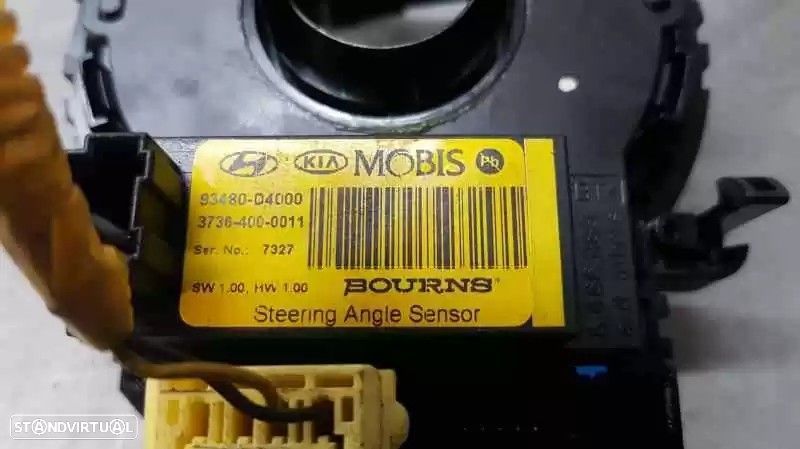 KIA MOBIS Pb
93480-D4000
3736-400-0011
Ser. No.: 7327
SW 1.00, HW 1.00 BOURNS
Steering Angle Sensor
STANDVIRTUAL